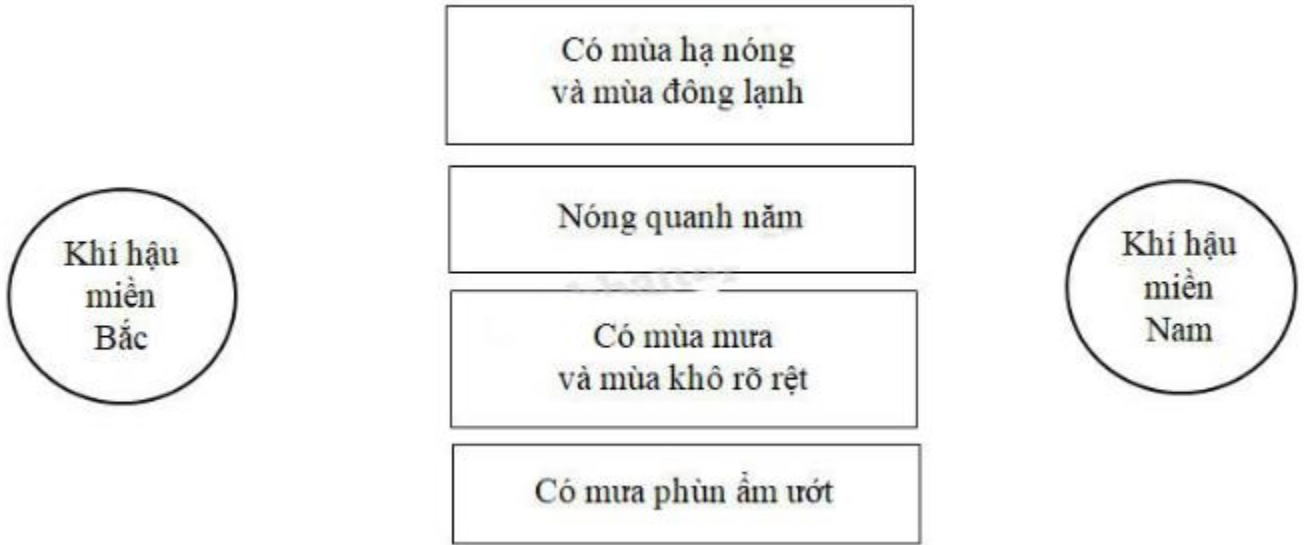 Có mùa hạ nóng
và mùa đông lạnh
Nóng quanh năm
Khí hậu
miền
Bắc
Khí hậu
miền
Nam
Có mùa mưa
và mùa khô rõ rệt
Có mưa phùn ẩm ướt